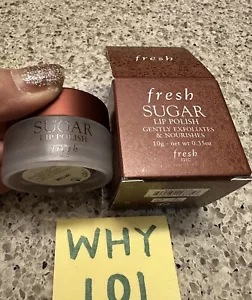 fresh
fresh
SUGAR
LIP POLISH
GENTLY EXFOLIATES
& NOURISHES
10g - net wt 0.35oz
fresh
SUGAR
LIP POLISH
fresh
WHY
101